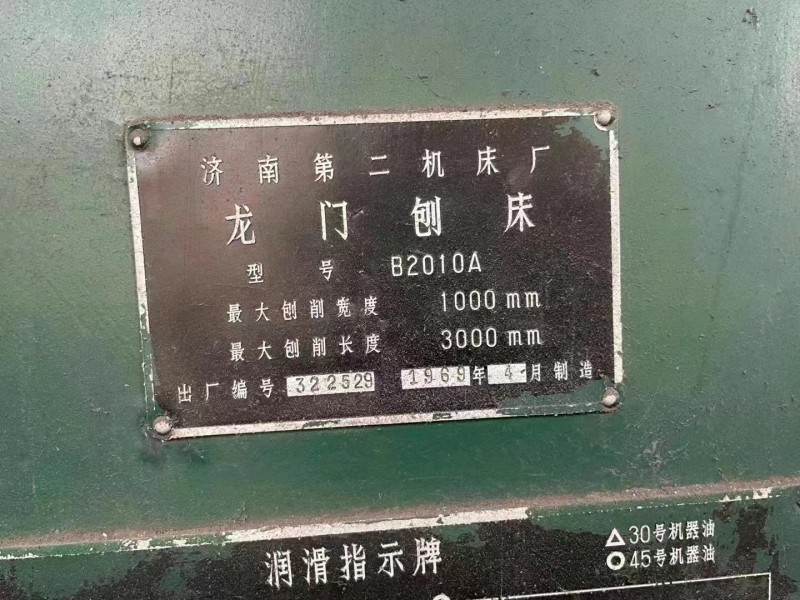 济南第二机床厂
龙门刨床
型号 B2010A
最大刨削宽度 1000mm
最大刨削长度 3000mm
出厂编号 322529 1969年4月制造
润滑指示牌
△30号机器油
○45号机器油